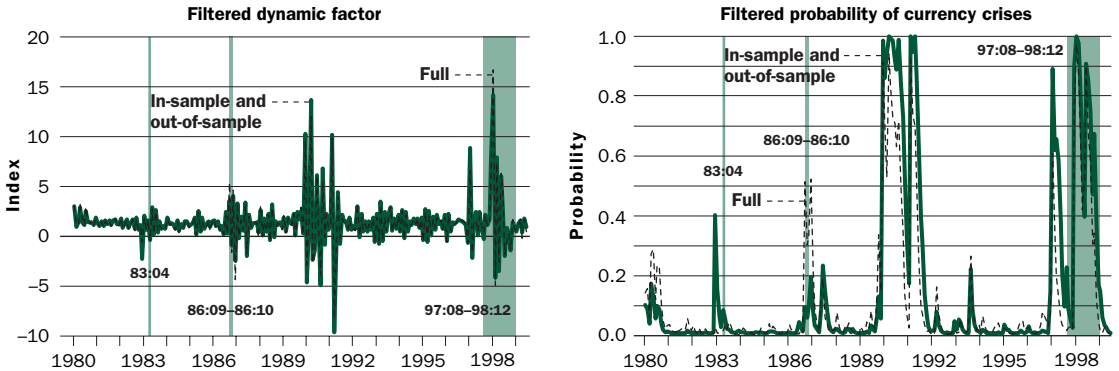 Filtered dynamic factor
20
15
10
5
0
–5
–10
Index
Full
In-sample and
out-of-sample
83:04
86:09–86:10
97:08–98:12
1980 1983 1986 1989 1992 1995 1998
Filtered probability of currency crises
1.0
0.8
0.6
0.4
0.2
0.0
Probability
In-sample and
out-of-sample
97:08–98:12
86:09–86:10
83:04
Full
1980 1983 1986 1989 1992 1995 1998